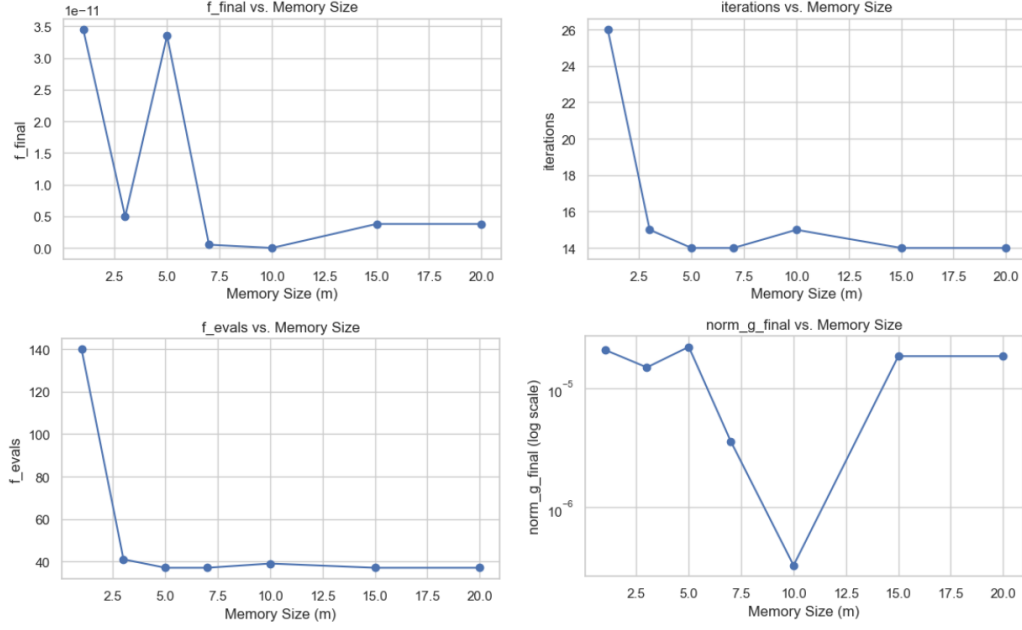 f_final vs. Memory Size
1e−11
3.5
3.0
2.5
2.0
1.5
1.0
0.5
0.0
f_final
2.5 5.0 7.5 10.0 12.5 15.0 17.5 20.0
Memory Size (m)
iterations vs. Memory Size
26
24
22
20
18
16
14
iterations
2.5 5.0 7.5 10.0 12.5 15.0 17.5 20.0
Memory Size (m)
f_evals vs. Memory Size
140
120
100
80
60
40
f_evals
2.5 5.0 7.5 10.0 12.5 15.0 17.5 20.0
Memory Size (m)
norm_g_final vs. Memory Size
10⁻⁵
10⁻⁶
norm_g_final (log scale)
2.5 5.0 7.5 10.0 12.5 15.0 17.5 20.0
Memory Size (m)